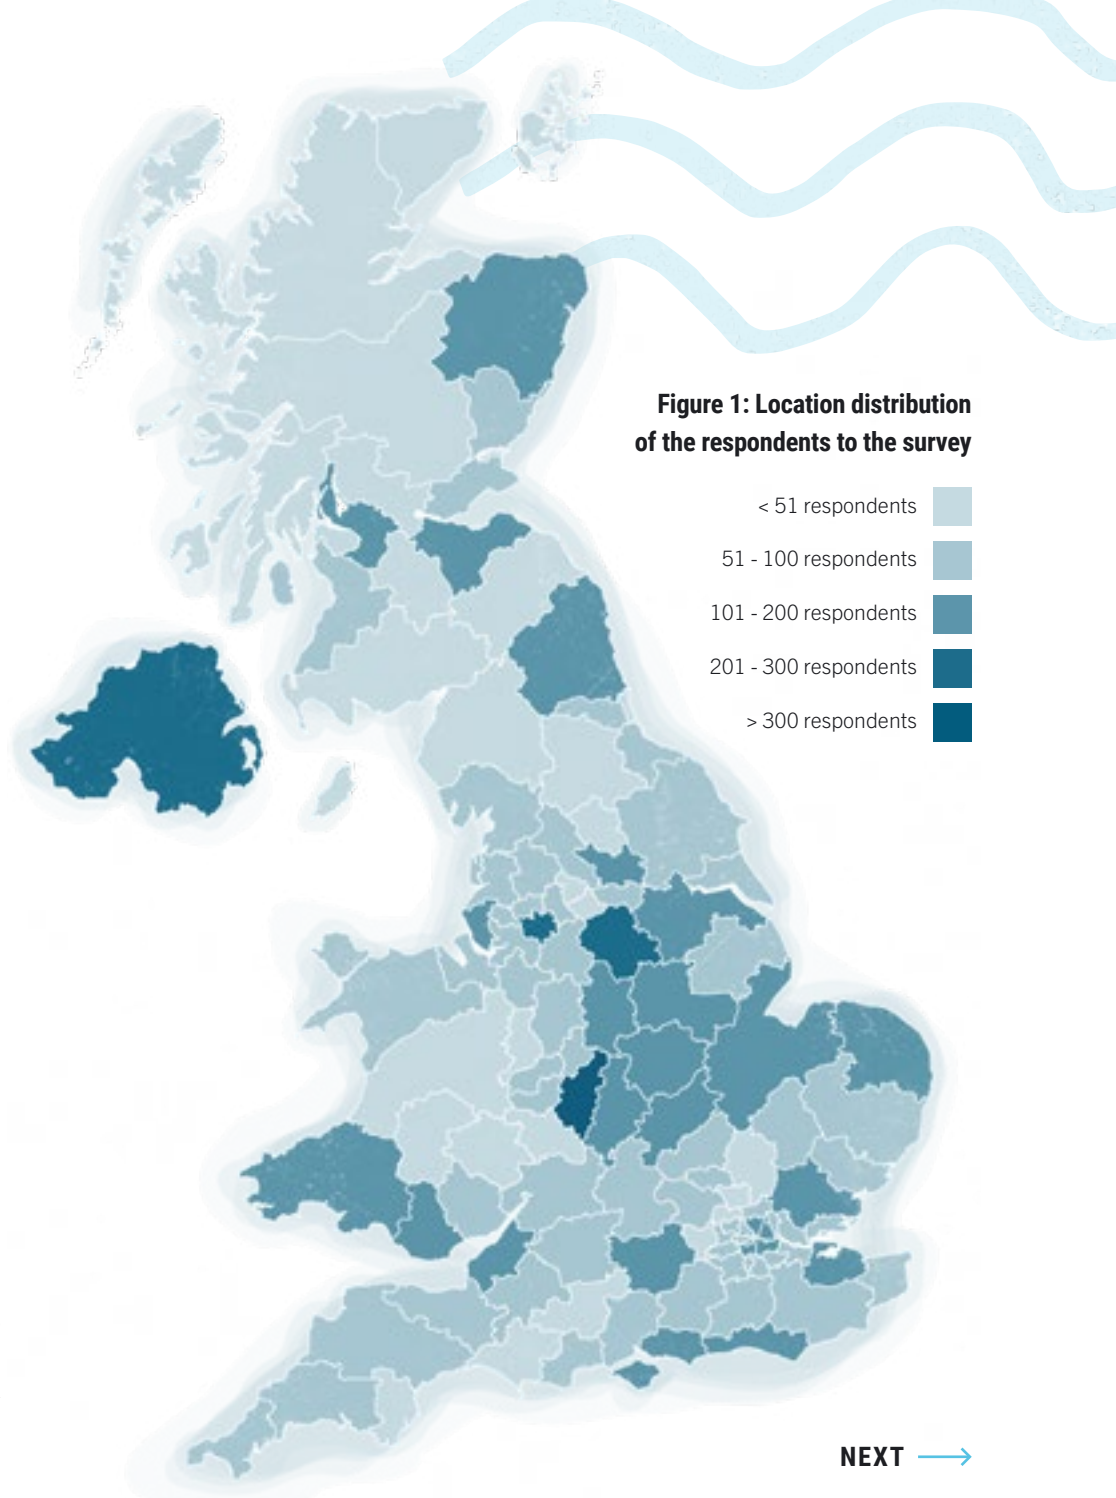 Figure 1: Location distribution
of the respondents to the survey
< 51 respondents
51 - 100 respondents
101 - 200 respondents
201 - 300 respondents
> 300 respondents
NEXT